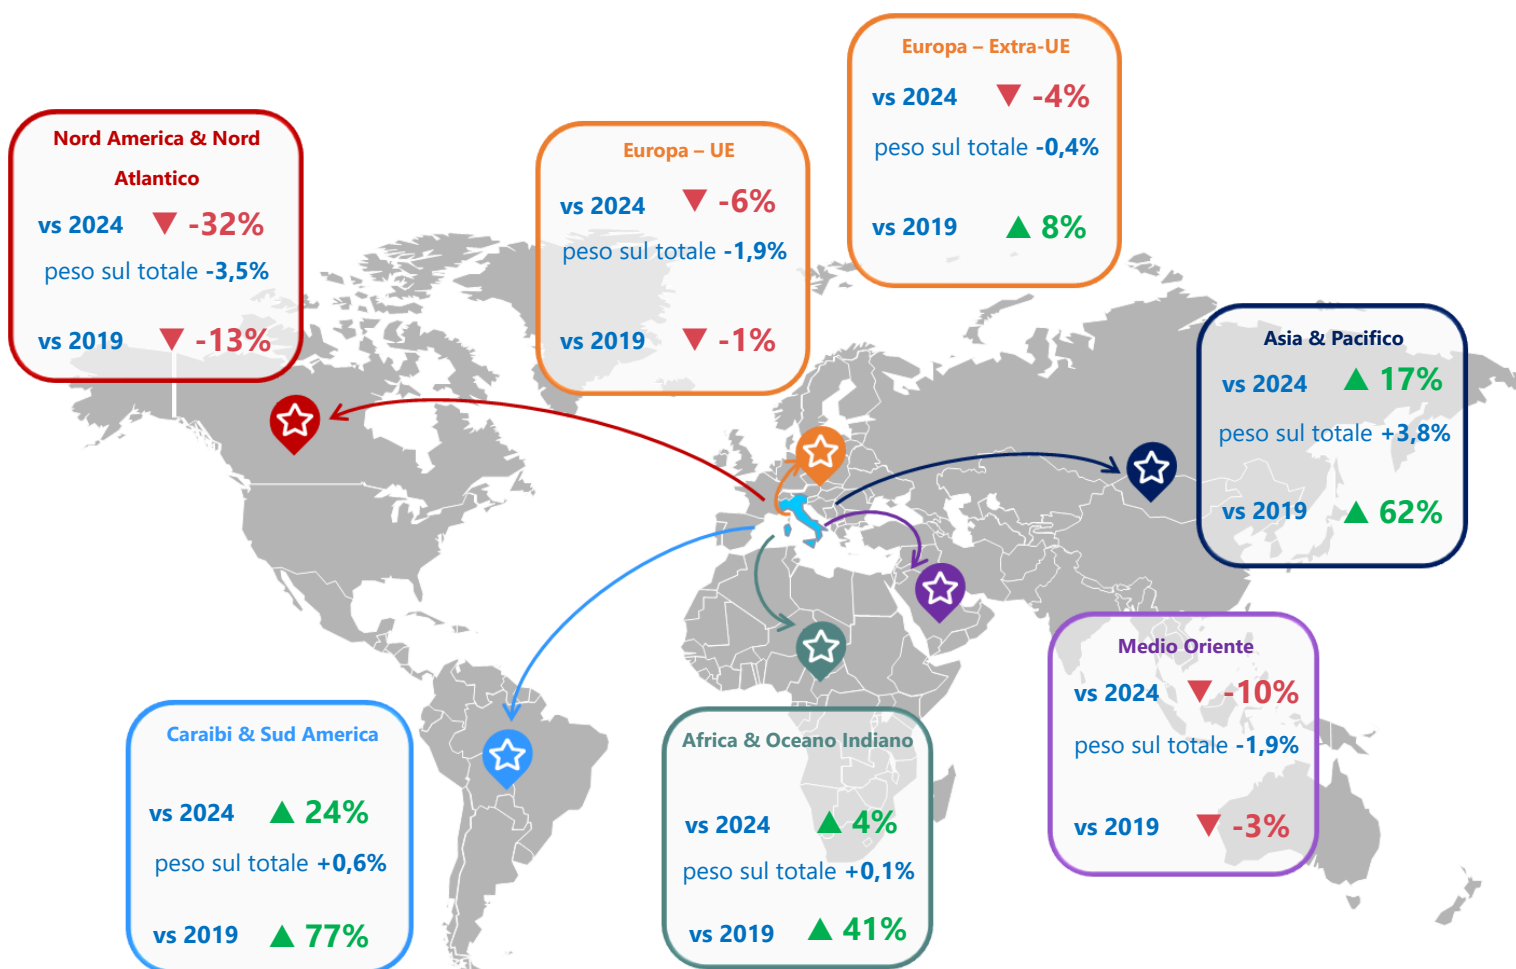 Europa – Extra-UE
vs 2024 ▼ -4%
peso sul totale -0,4%
vs 2019 ▲ 8%
Nord America & Nord
Atlantico
vs 2024 ▼ -32%
peso sul totale -3,5%
vs 2019 ▼ -13%
Europa – UE
vs 2024 ▼ -6%
peso sul totale -1,9%
vs 2019 ▼ -1%
Asia & Pacifico
vs 2024 ▲ 17%
peso sul totale +3,8%
vs 2019 ▲ 62%
Medio Oriente
vs 2024 ▼ -10%
peso sul totale -1,9%
vs 2019 ▼ -3%
Caraibi & Sud America
vs 2024 ▲ 24%
peso sul totale +0,6%
vs 2019 ▲ 77%
Africa & Oceano Indiano
vs 2024 ▲ 4%
peso sul totale +0,1%
vs 2019 ▲ 41%